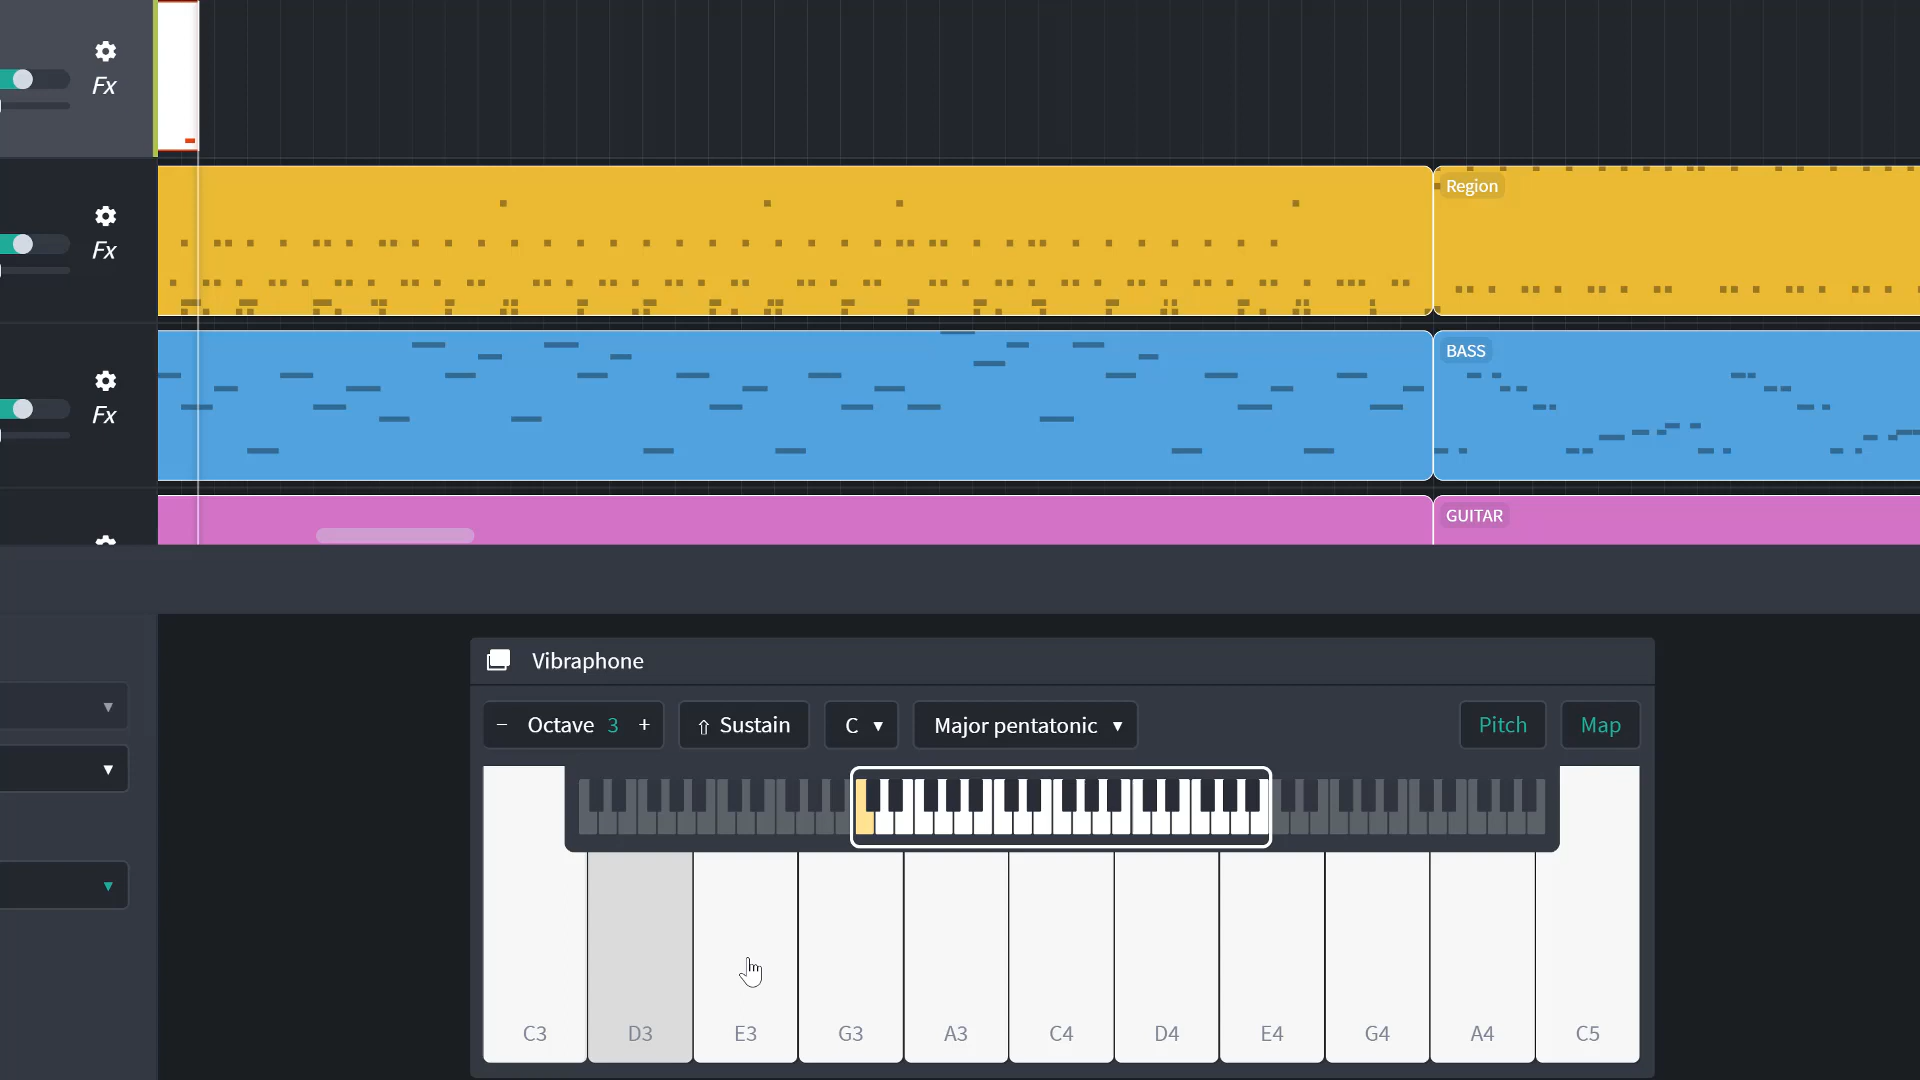 Fx
Region
Fx
BASS
Fx
GUITAR
Vibraphone
− Octave 3 + ⇧ Sustain C ▼ Major pentatonic ▼ Pitch Map
C3 D3 E3 G3 A3 C4 D4 E4 G4 A4 C5